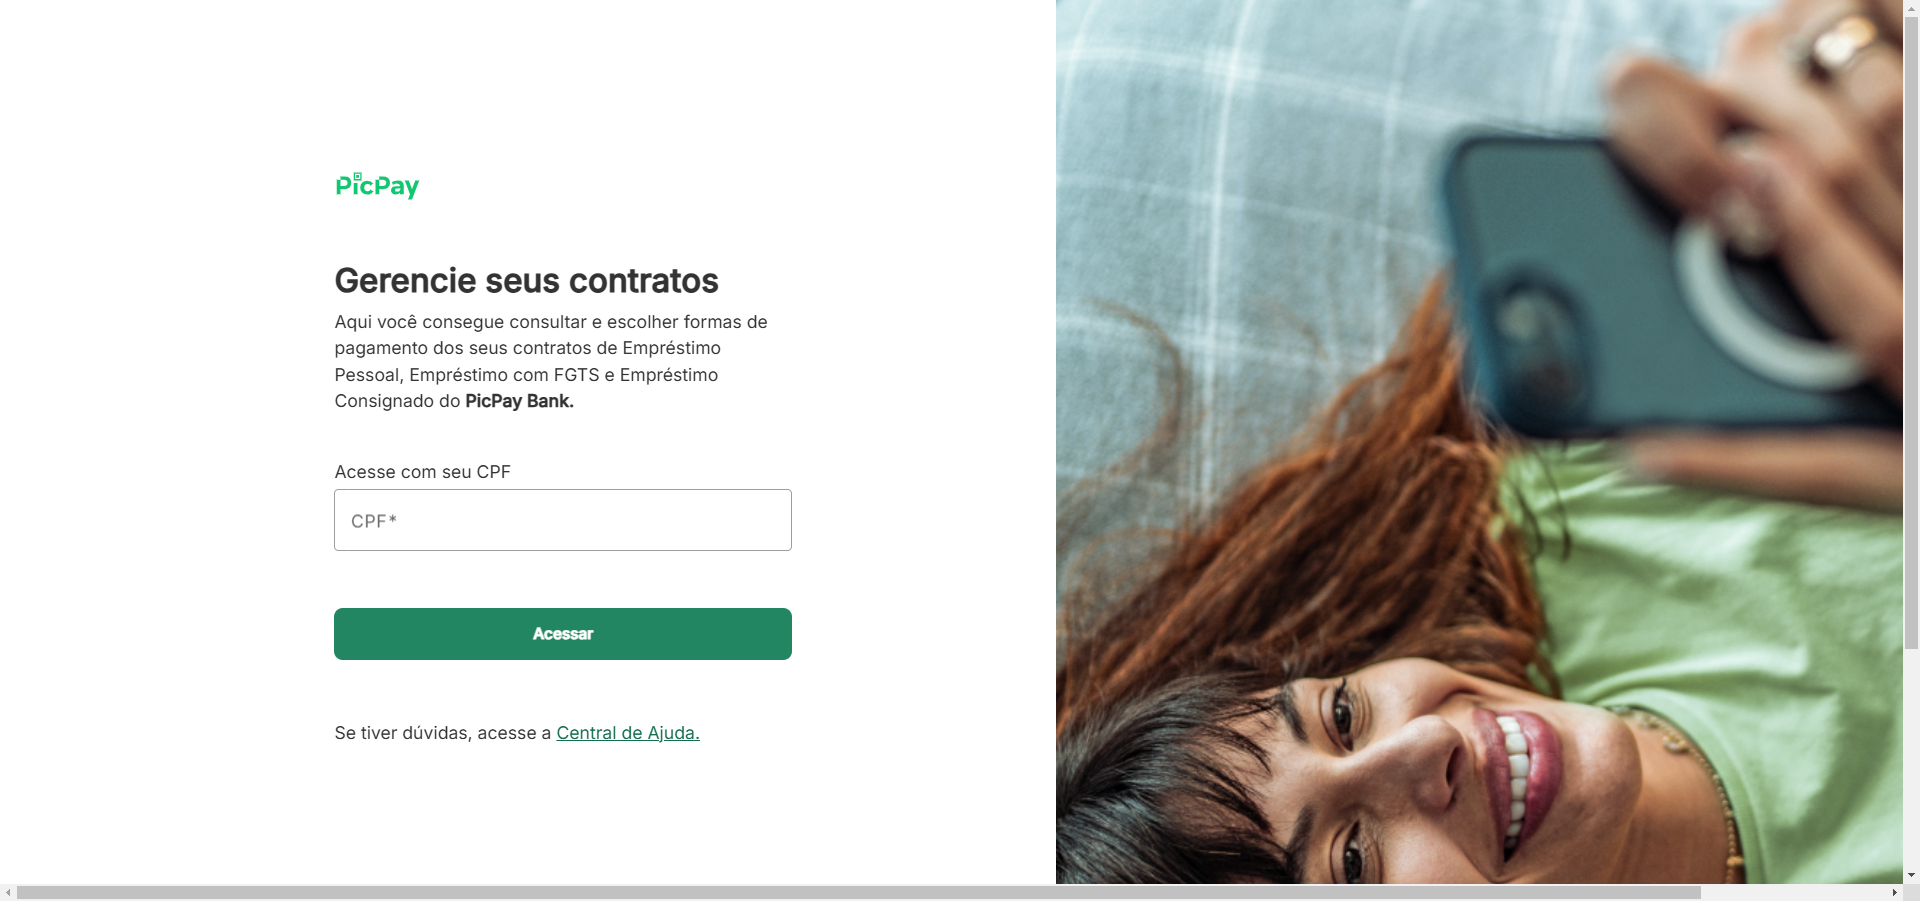 PicPay
Gerencie seus contratos
Aqui você consegue consultar e escolher formas de
pagamento dos seus contratos de Empréstimo
Pessoal, Empréstimo com FGTS e Empréstimo
Consignado do PicPay Bank.
Acesse com seu CPF
CPF*
Acessar
Se tiver dúvidas, acesse a Central de Ajuda.